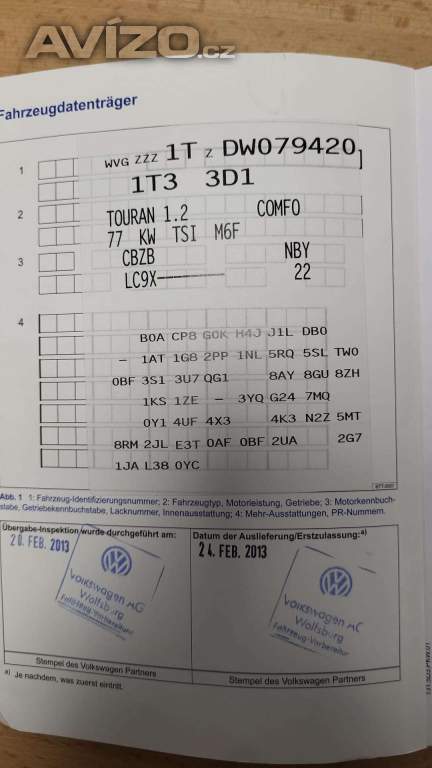 AVÍZO.cz
Fahrzeugdatenträger
1
WVG ZZZ 1T Z DW079420
1T3 3D1
2
TOURAN 1.2 COMFO
77 KW TSI M6F
3
CBZB NBY
LC9X---------- 22
4
B0A CP8 G0K H4J J1L DB0
- 1AT 1G8 2PP 1NL 5RQ 5SL TW0
0BF 3S1 3U7 QG1 8AY 8GU 8ZH
1KS 1ZE - 3YQ G24 7MQ
0Y1 4UF 4X3 4K3 N2Z 5MT
8RM 2JL E3T 0AF 0BF 2UA 2G7
1JA L38 0YC
Abb. 1 1: Fahrzeug-Identifizierungsnummer; 2: Fahrzeugtyp, Motorleistung, Getriebe; 3: Motorkennbuch-
stabe, Getriebekennbuchstabe, Lacknummer, Innenausstattung; 4: Mehr-Ausstattungen, PR-Nummern.
Übergabe-Inspektion wurde durchgeführt am:
20 FEB. 2013
Volkswagen AG
Wolfsburg
Fahrzeug-Vorbereiter
Stempel des Volkswagen Partners
Datum der Auslieferung/Erstzulassung:a)
24. FEB. 2013
Volkswagen AG
Wolfsburg
Fahrzeug-Vorbereiter
Stempel des Volkswagen Partners
a) Je nachdem, was zuerst eintritt.